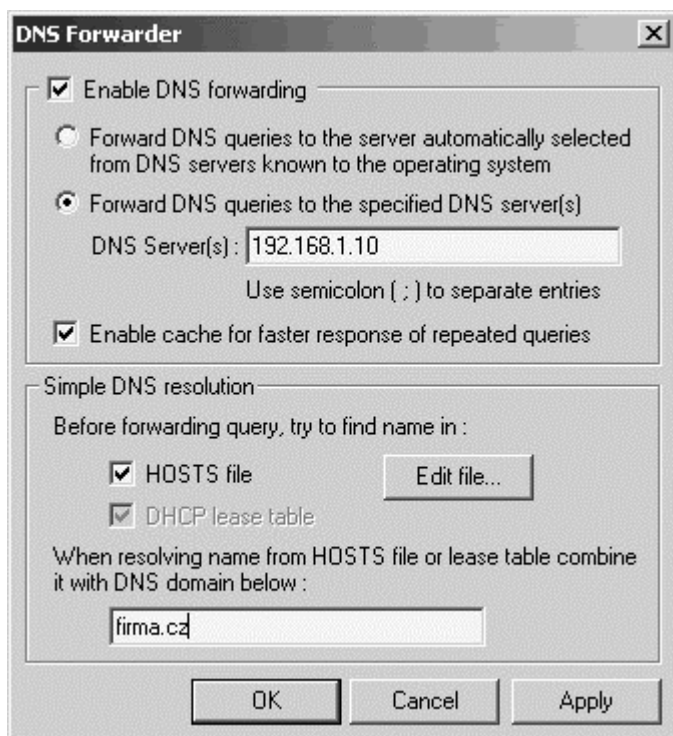 DNS Forwarder
Enable DNS forwarding
Forward DNS queries to the server automatically selected
from DNS servers known to the operating system
Forward DNS queries to the specified DNS server(s)
DNS Server(s) : 192.168.1.10
Use semicolon ( ; ) to separate entries
Enable cache for faster response of repeated queries
Simple DNS resolution
Before forwarding query, try to find name in :
HOSTS file Edit file...
DHCP lease table
When resolving name from HOSTS file or lease table combine
it with DNS domain below :
firma.cz
OK Cancel Apply